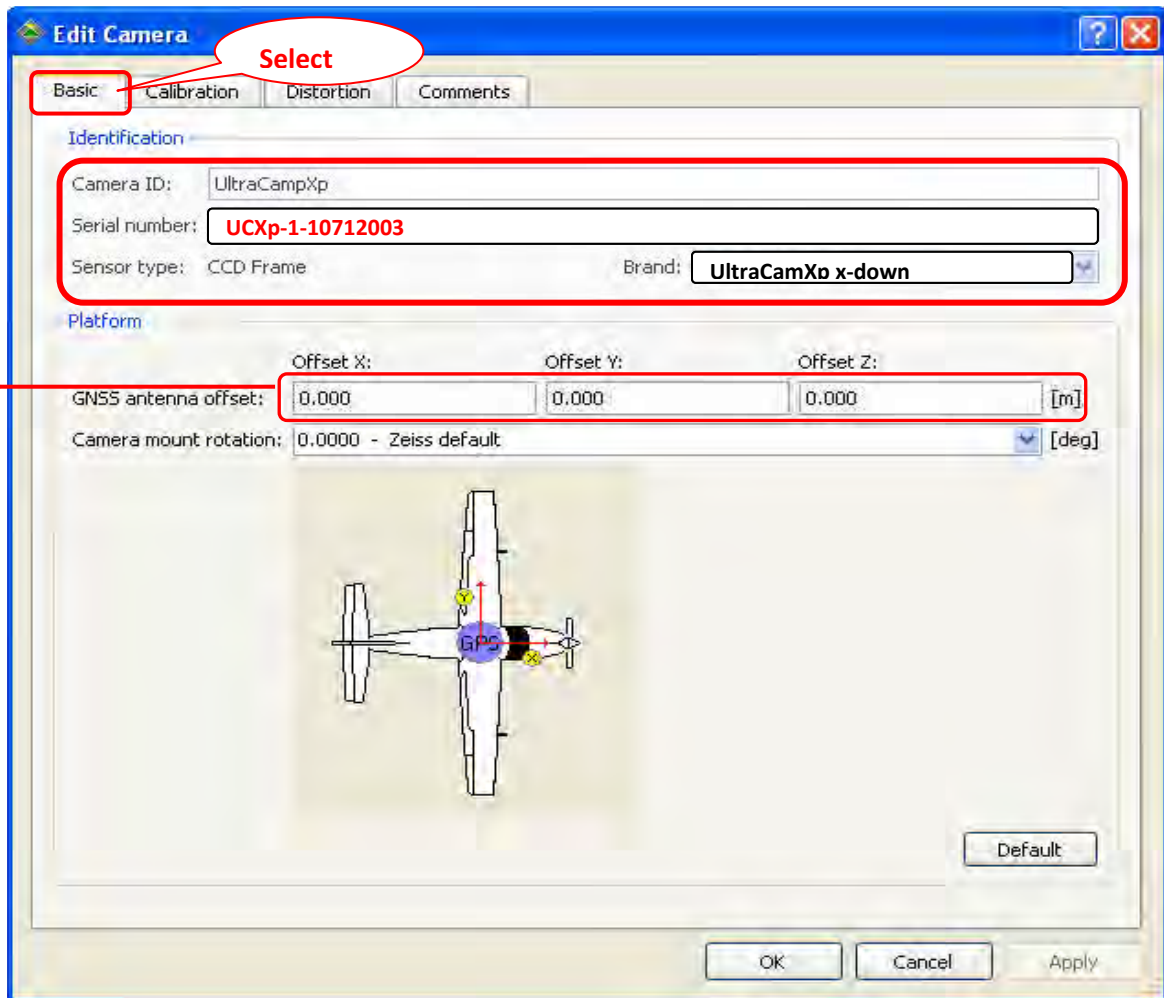 Edit Camera
Select
Basic Calibration Distortion Comments
Identification
Camera ID: UltraCampXp
Serial number: UCXp-1-10712003
Sensor type: CCD Frame Brand: UltraCamXp x-down
Platform
Offset X: Offset Y: Offset Z:
GNSS antenna offset: 0.000 0.000 0.000 [m]
Camera mount rotation: 0.0000 - Zeiss default [deg]
Y
GPS
X
Default
OK Cancel Apply